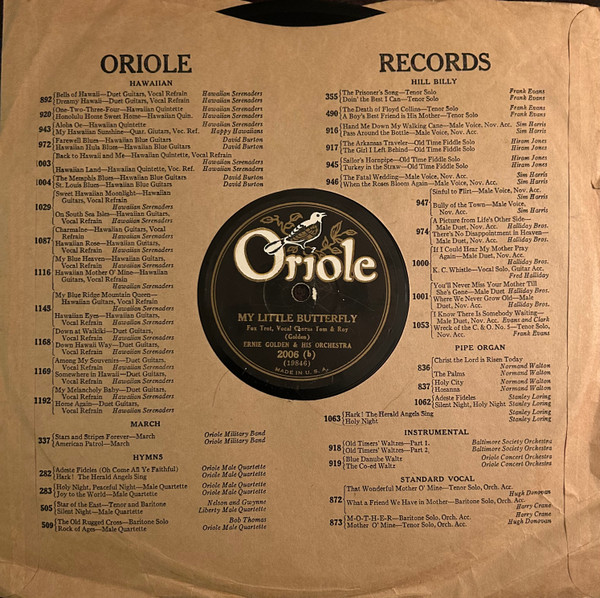 ORIOLE
HAWAIIAN
892 Bells of Hawaii—Duet Guitars, Vocal Refrain Hawaiian Serenaders
Dreamy Hawaii—Duet Guitars, Vocal Refrain Hawaiian Serenaders
920 One-Two-Three-Four—Hawaiian Quintette Hawaiian Serenaders
Honolulu Home Sweet Home—Hawaiian Quin. Hawaiian Serenaders
943 Aloha Oe—Hawaiian Quintette Hawaiian Serenaders
My Hawaiian Sunshine—Quar. Guitars, Voc. Ref. Happy Hawaiians
972 Farewell Blues—Hawaiian Blue Guitars David Burton
Hawaiian Hula Blues—Hawaiian Blue Guitars David Burton
1003 Back to Hawaii and Me—Hawaiian Quintette, Vocal Refrain
Hawaiian Serenaders
Hawaiian Land—Hawaiian Quintette, Voc. Ref. Hawaiian Serenaders
1004 The Memphis Blues—Hawaiian Blue Guitars David Burton
St. Louis Blues—Hawaiian Blue Guitars David Burton
1029 Sweet Hawaiian Moonlight—Hawaiian
Guitars, Vocal Refrain
Hawaiian Serenaders
On South Sea Isles—Hawaiian Guitars,
Vocal Refrain Hawaiian Serenaders
1087 Charmaine—Hawaiian Guitars,
Vocal Refrain Hawaiian Serenaders
Hawaiian Rose—Hawaiian Guitars,
Vocal Refrain Hawaiian Serenaders
1116 My Blue Heaven—Hawaiian Guitars,
Vocal Refrain Hawaiian Serenaders
Hawaiian Mother O' Mine—Hawaiian
Guitars, Vocal Refrain
Hawaiian Serenaders
1145 My Blue Ridge Mountain Queen—
Hawaiian Guitars, Vocal Refrain
Hawaiian Serenaders
Hawaiian Eyes—Hawaiian Guitars,
Vocal Refrain Hawaiian Serenaders
1168 Down at Waikiki—Duet Guitars,
Vocal Refrain Hawaiian Serenaders
Down Hawaii Way—Duet Guitars,
Vocal Refrain Hawaiian Serenaders
1169 Among My Souvenirs—Duet Guitars,
Vocal Refrain Hawaiian Serenaders
Somewhere in Hawaii—Duet Guitars,
Vocal Refrain Hawaiian Serenaders
1192 My Melancholy Baby—Duet Guitars,
Vocal Refrain Hawaiian Serenaders
Home Again—Duet Guitars,
Vocal Refrain Hawaiian Serenaders
MARCH
337 Stars and Stripes Forever—March Oriole Military Band
American Patrol—March Oriole Military Band
HYMNS
282 Adeste Fideles (Oh Come All Ye Faithful) Oriole Male Quartette
Hark! The Herald Angels Sing Oriole Male Quartette
283 Holy Night, Peaceful Night—Male Quartette Oriole Male Quartette
Joy to the World—Male Quartette Oriole Male Quartette
505 Star of the East—Tenor and Baritone Nelson and Gwynne
Silent Night—Male Quartette Liberty Male Quartette
509 The Old Rugged Cross—Baritone Solo Bob Thomas
Rock of Ages—Male Quartette Oriole Male Quartette
Oriole
MY LITTLE BUTTERFLY
Fox Trot, Vocal Chorus Tom & Roy
(Golden)
ERNIE GOLDEN & HIS ORCHESTRA
2006 (b)
(19846)
MADE IN U. S. A.
RECORDS
HILL BILLY
355 The Prisoner's Song—Tenor Solo Frank Evans
Doin' the Best I Can—Tenor Solo Frank Evans
490 The Death of Floyd Collins—Tenor Solo Frank Evans
A Boy's Best Friend is His Mother—Tenor Solo Frank Evans
916 Hand Me Down My Walking Cane—Male Voice, Nov. Acc. Sim Harris
Pass Around the Bottle—Male Voice, Nov. Acc. Sim Harris
917 The Arkansas Traveler—Old Time Fiddle Solo Hiram Jones
The Girl I Left Behind—Old Time Fiddle Solo Hiram Jones
945 Sailor's Hornpipe—Old Time Fiddle Solo Hiram Jones
Turkey in the Straw—Old Time Fiddle Solo Hiram Jones
946 The Fatal Wedding—Male Voice, Nov. Acc. Sim Harris
When the Roses Bloom Again—Male Voice, Nov. Acc. Sim Harris
947 Sinful to Flirt—Male Voice, Nov. Acc.
Sim Harris
Bully of the Town—Male Voice,
Nov. Acc. Sim Harris
974 A Picture from Life's Other Side—
Male Duet, Nov. Acc. Halliday Bros.
There's No Disappointment in Heaven—
Male Duet, Nov. Acc. Halliday Bros.
1000 If I Could Hear My Mother Pray
Again—Male Duet, Nov. Acc.
Halliday Bros.
K. C. Whistle—Vocal Solo, Guitar Acc.
Fred Halliday
1001 You'll Never Miss Your Mother Till
She's Gone—Male Duet Halliday Bros.
Where We Never Grow Old—Male
Duet, Nov. Acc. Halliday Bros.
1053 I Know There is Somebody Waiting—
Male Duet, Nov. Acc. Evans and Clark
Wreck of the C. & O. No. 5—Tenor
Solo, Nov. Acc. Frank Evans
PIPE ORGAN
836 Christ the Lord is Risen Today
Normand Walton
The Palms Normand Walton
837 Holy City Normand Walton
Hosanna Normand Walton
1062 Adeste Fideles Stanley Loring
Silent Night, Holy Night Stanley Loring
1063 Hark! The Herald Angels Sing
Stanley Loring
Holy Night Stanley Loring
INSTRUMENTAL
918 Old Timers' Waltzes—Part 1. Baltimore Society Orchestra
Old Timers' Waltzes—Part 2. Baltimore Society Orchestra
919 Blue Danube Waltz Oriole Concert Orchestra
The Co-ed Waltz Oriole Concert Orchestra
STANDARD VOCAL
872 That Wonderful Mother O' Mine—Tenor Solo, Orch. Acc.
Hugh Donovan
What a Friend We Have in Mother—Baritone Solo, Orch. Acc.
Harry Crane
873 M-O-T-H-E-R—Baritone Solo, Orch. Acc. Harry Crane
Mother O' Mine—Tenor Solo, Orch. Acc. Hugh Donovan